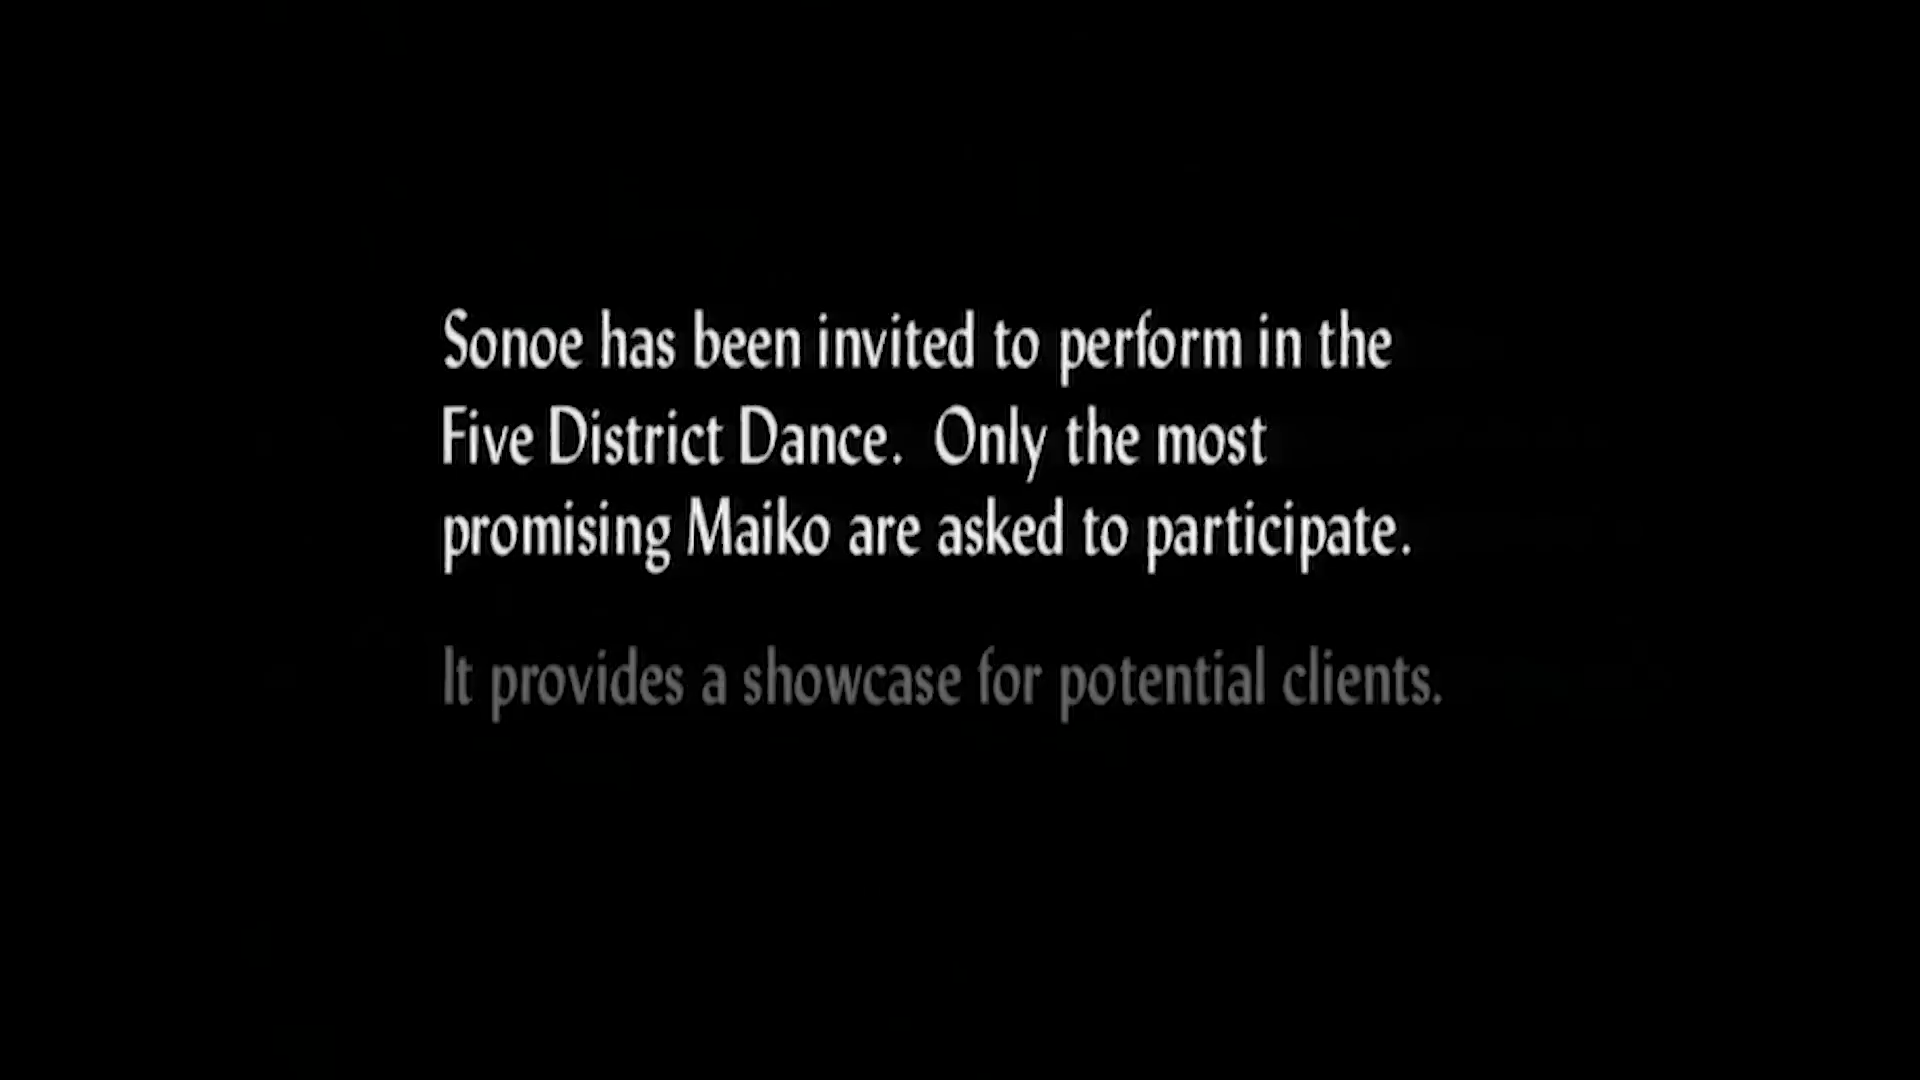 Sonoe has been invited to perform in the
Five District Dance.  Only the most
promising Maiko are asked to participate.
It provides a showcase for potential clients.